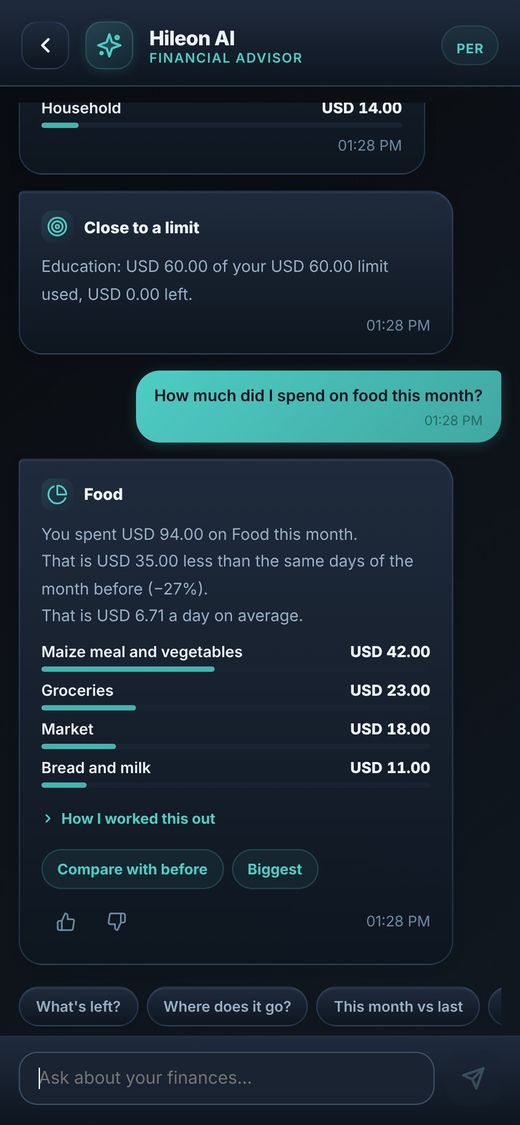 Hileon AI
FINANCIAL ADVISOR
PER
Household USD 14.00
01:28 PM
Close to a limit
Education: USD 60.00 of your USD 60.00 limit
used, USD 0.00 left.
01:28 PM
How much did I spend on food this month?
01:28 PM
Food
You spent USD 94.00 on Food this month.
That is USD 35.00 less than the same days of the
month before (−27%).
That is USD 6.71 a day on average.
Maize meal and vegetables USD 42.00
Groceries USD 23.00
Market USD 18.00
Bread and milk USD 11.00
How I worked this out
Compare with before Biggest
01:28 PM
What's left? Where does it go? This month vs last
Ask about your finances...